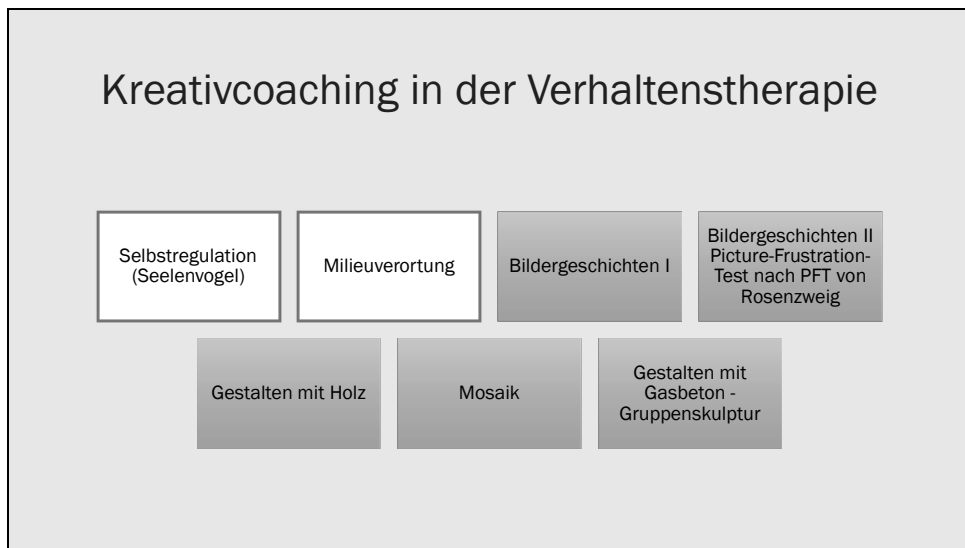 Kreativcoaching in der Verhaltenstherapie
Selbstregulation
(Seelenvogel)
Milieuverortung
Bildergeschichten I
Bildergeschichten II
Picture-Frustration-
Test nach PFT von
Rosenzweig
Gestalten mit Holz
Mosaik
Gestalten mit
Gasbeton -
Gruppenskulptur